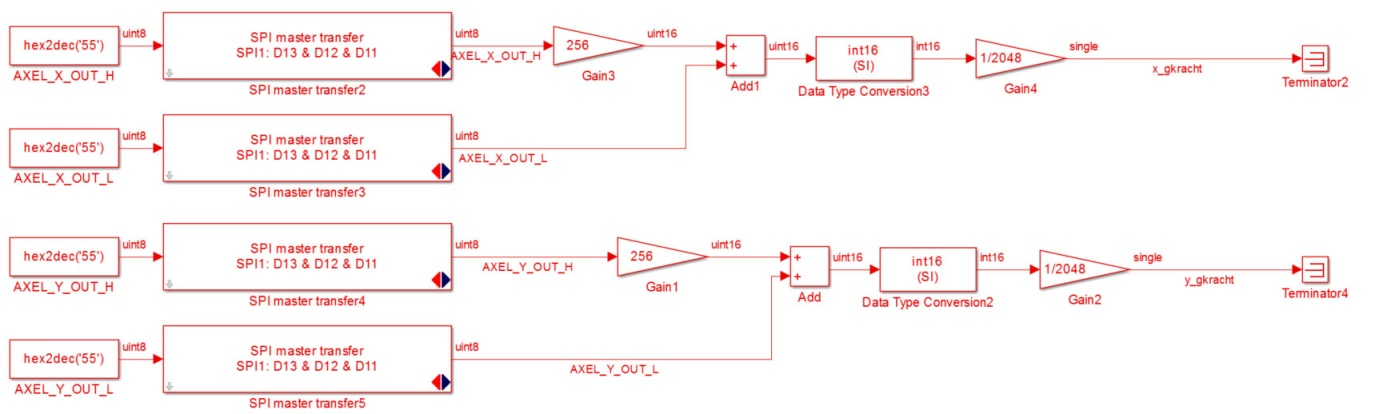 hex2dec('55')
AXEL_X_OUT_H
uint8
SPI master transfer
SPI1: D13 & D12 & D11
SPI master transfer2
uint8
AXEL_X_OUT_H
256
Gain3
uint16
+
+
Add1
uint16
int16
(SI)
Data Type Conversion3
int16
1/2048
Gain4
single
x_gkracht
Terminator2
hex2dec('55')
AXEL_X_OUT_L
uint8
SPI master transfer
SPI1: D13 & D12 & D11
SPI master transfer3
uint8
AXEL_X_OUT_L
hex2dec('55')
AXEL_Y_OUT_H
uint8
SPI master transfer
SPI1: D13 & D12 & D11
SPI master transfer4
uint8
AXEL_Y_OUT_H
256
Gain1
uint16
+
+
Add
uint16
int16
(SI)
Data Type Conversion2
int16
1/2048
Gain2
single
y_gkracht
Terminator4
hex2dec('55')
AXEL_Y_OUT_L
uint8
SPI master transfer
SPI1: D13 & D12 & D11
SPI master transfer5
uint8
AXEL_Y_OUT_L